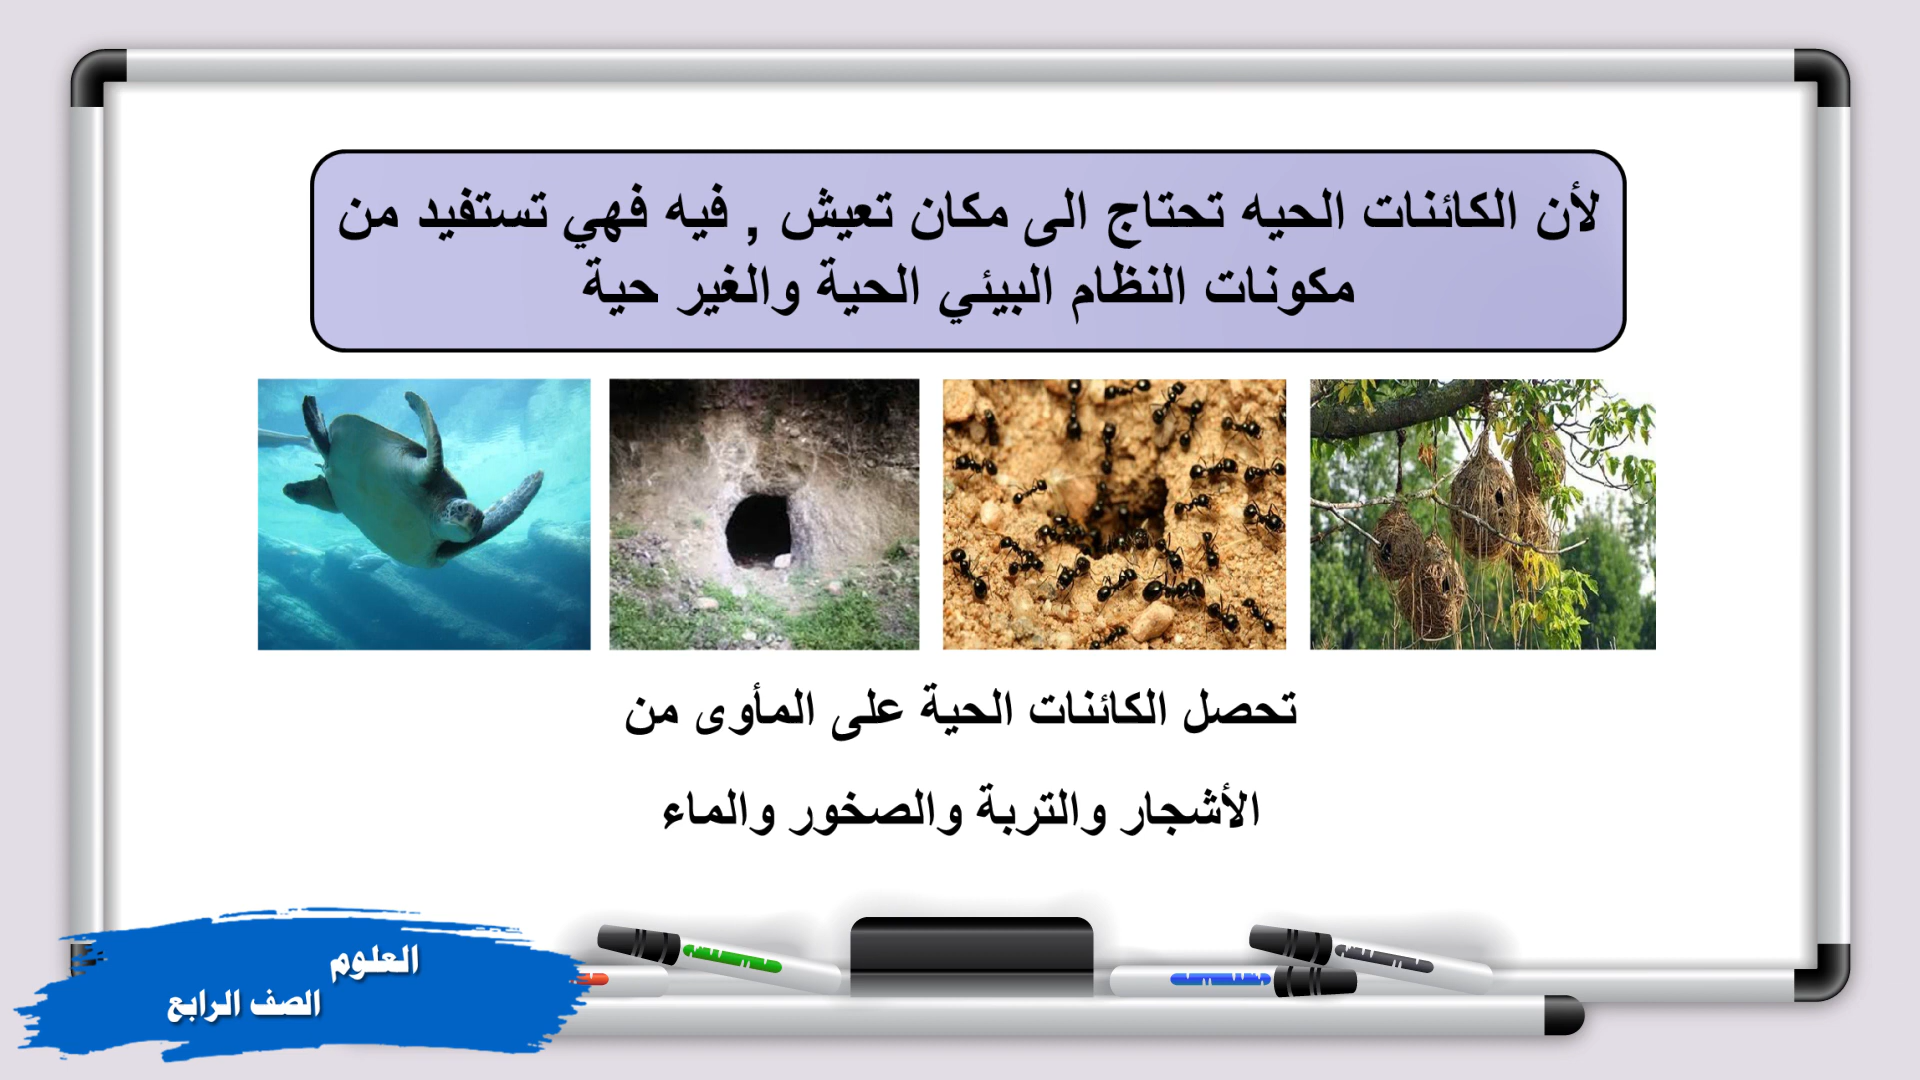 لأن الكائنات الحيه تحتاج الى مكان تعيش , فيه فهي تستفيد من
مكونات النظام البيئي الحية والغير حية
تحصل الكائنات الحية على المأوى من
الأشجار والتربة والصخور والماء
العلوم
الصف الرابع